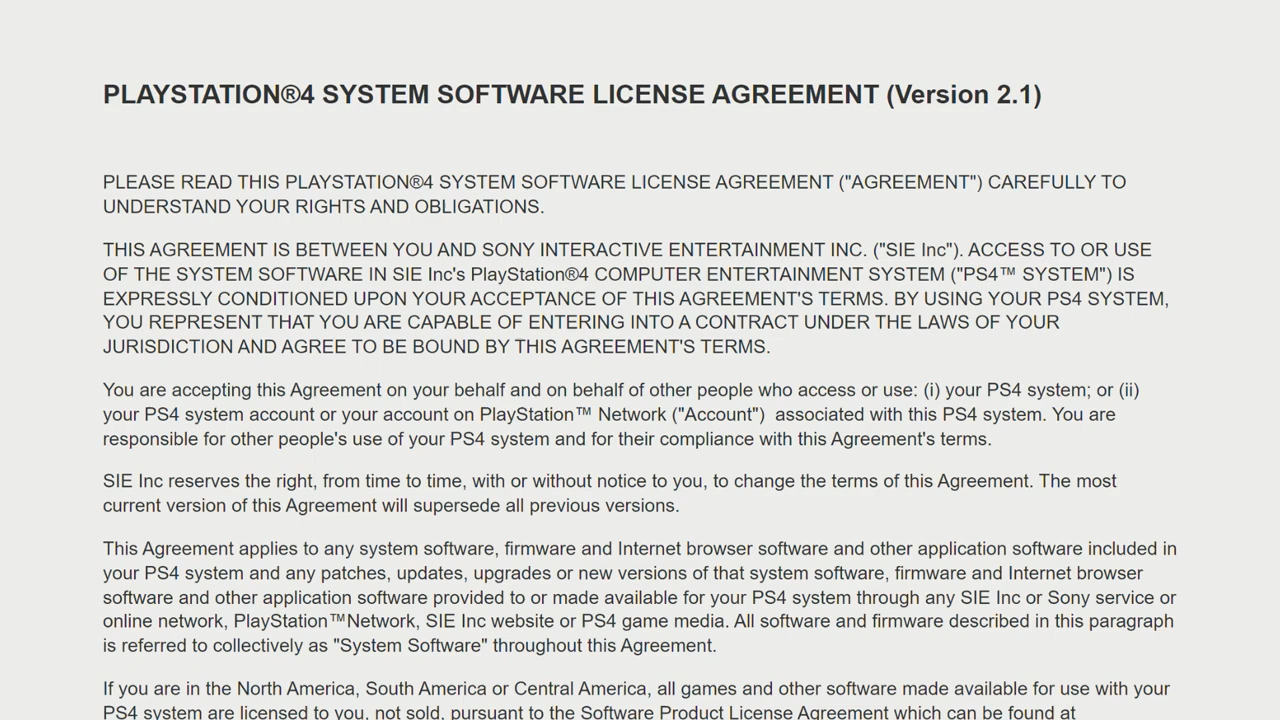 PLAYSTATION®4 SYSTEM SOFTWARE LICENSE AGREEMENT (Version 2.1)
PLEASE READ THIS PLAYSTATION®4 SYSTEM SOFTWARE LICENSE AGREEMENT ("AGREEMENT") CAREFULLY TO
UNDERSTAND YOUR RIGHTS AND OBLIGATIONS.
THIS AGREEMENT IS BETWEEN YOU AND SONY INTERACTIVE ENTERTAINMENT INC. ("SIE Inc"). ACCESS TO OR USE
OF THE SYSTEM SOFTWARE IN SIE Inc's PlayStation®4 COMPUTER ENTERTAINMENT SYSTEM ("PS4™ SYSTEM") IS
EXPRESSLY CONDITIONED UPON YOUR ACCEPTANCE OF THIS AGREEMENT'S TERMS. BY USING YOUR PS4 SYSTEM,
YOU REPRESENT THAT YOU ARE CAPABLE OF ENTERING INTO A CONTRACT UNDER THE LAWS OF YOUR
JURISDICTION AND AGREE TO BE BOUND BY THIS AGREEMENT'S TERMS.
You are accepting this Agreement on your behalf and on behalf of other people who access or use: (i) your PS4 system; or (ii)
your PS4 system account or your account on PlayStation™ Network ("Account")  associated with this PS4 system. You are
responsible for other people's use of your PS4 system and for their compliance with this Agreement's terms.
SIE Inc reserves the right, from time to time, with or without notice to you, to change the terms of this Agreement. The most
current version of this Agreement will supersede all previous versions.
This Agreement applies to any system software, firmware and Internet browser software and other application software included in
your PS4 system and any patches, updates, upgrades or new versions of that system software, firmware and Internet browser
software and other application software provided to or made available for your PS4 system through any SIE Inc or Sony service or
online network, PlayStation™Network, SIE Inc website or PS4 game media. All software and firmware described in this paragraph
is referred to collectively as "System Software" throughout this Agreement.
If you are in the North America, South America or Central America, all games and other software made available for use with your
PS4 system are licensed to you, not sold, pursuant to the Software Product License Agreement which can be found at